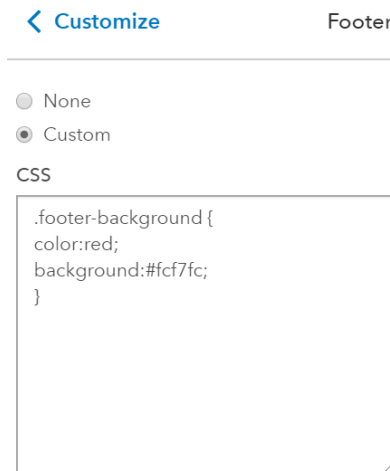 Customize Footer
None
Custom
CSS
.footer-background {
color:red;
background:#fcf7fc;
}